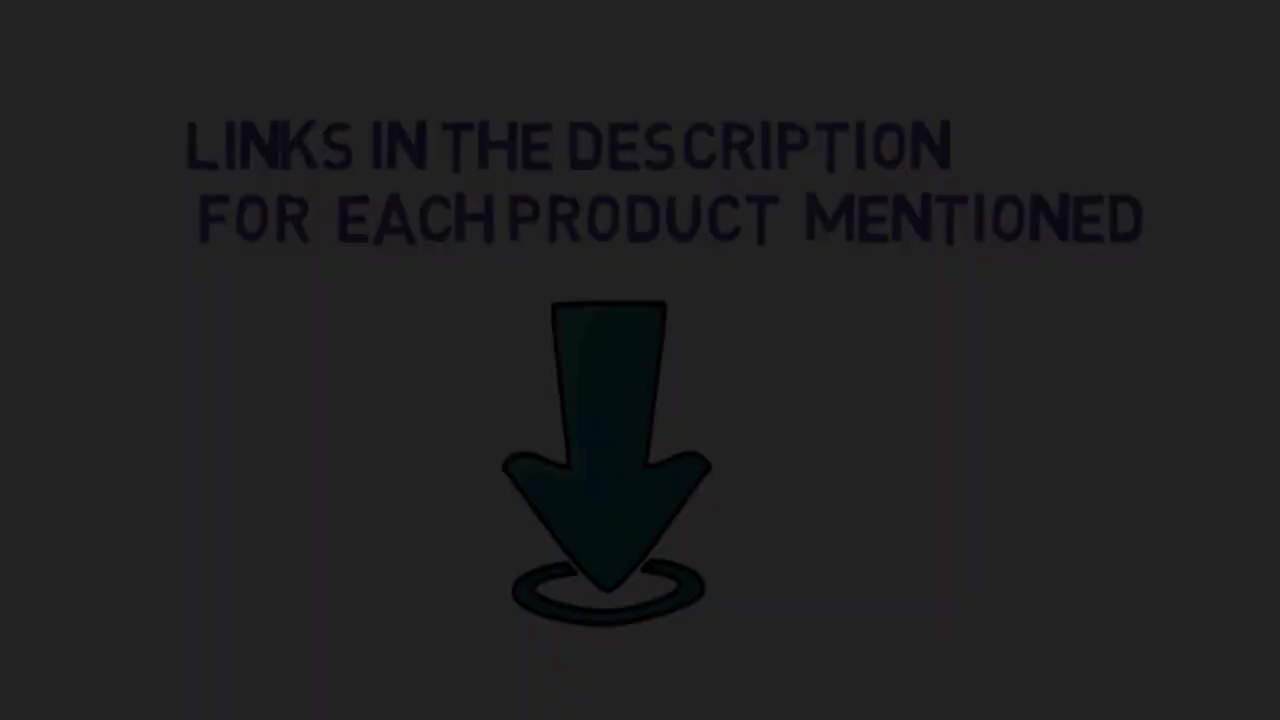 LINKS IN THE DESCRIPTION
FOR EACH PRODUCT MENTIONED